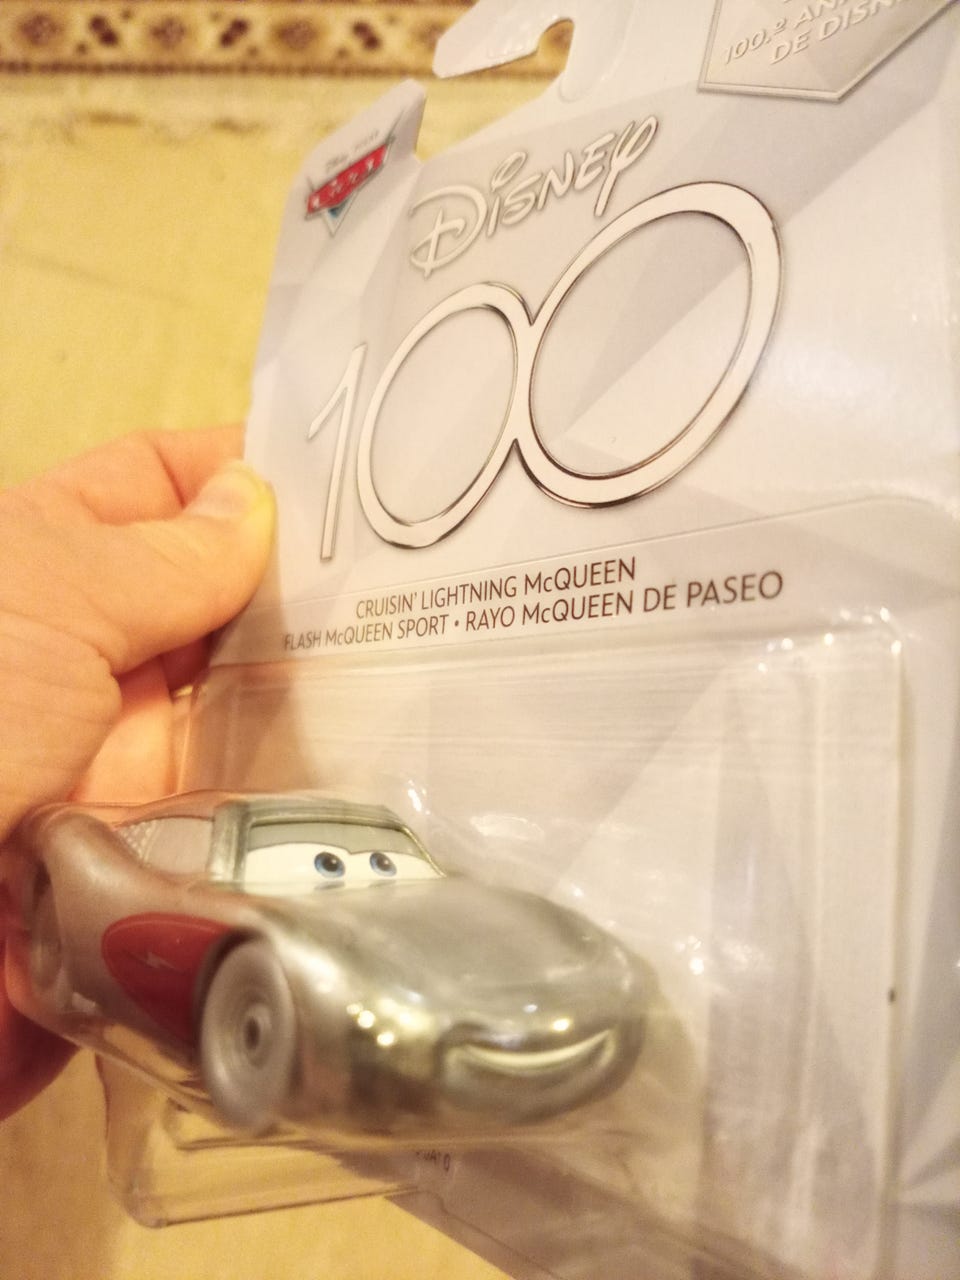 100.º AN
DE DISN
DISNEY
100
CRUISIN' LIGHTNING McQUEEN
FLASH McQUEEN SPORT • RAYO McQUEEN DE PASEO